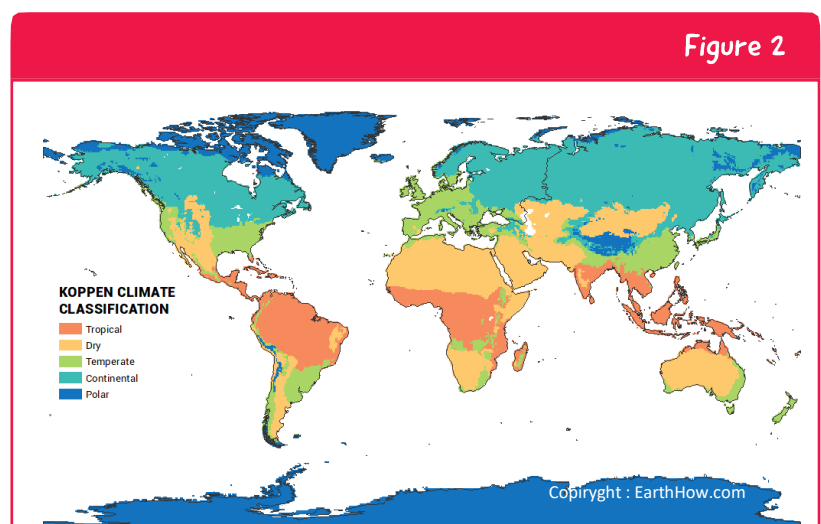 Figure 2
KOPPEN CLIMATE
CLASSIFICATION
Tropical
Dry
Temperate
Continental
Polar
Copiryght : EarthHow.com